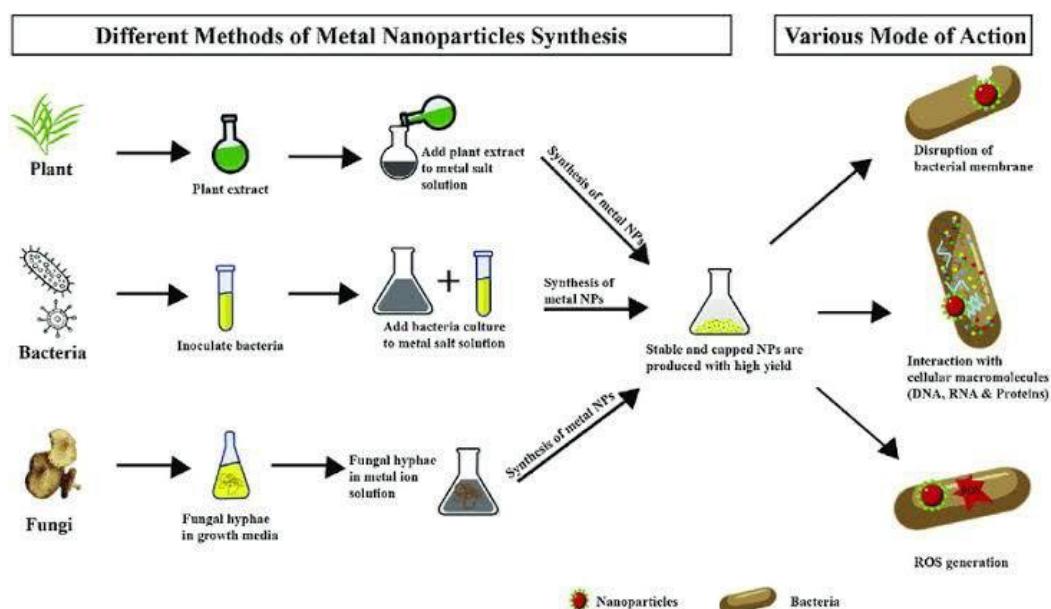 Different Methods of Metal Nanoparticles Synthesis
Various Mode of Action
Plant
Plant extract
Add plant extract
to metal salt
solution
Synthesis of metal NPs
Bacteria
Inoculate bacteria
+
Add bacteria culture
to metal salt solution
Synthesis of
metal NPs
Fungi
Fungal hyphae
in growth media
Fungal hyphae
in metal ion
solution
Synthesis of metal NPs
Stable and capped NPs are
produced with high yield
Disruption of
bacterial membrane
Interaction with
cellular macromolecules
(DNA, RNA & Proteins)
ROS
ROS generation
Nanoparticles
Bacteria